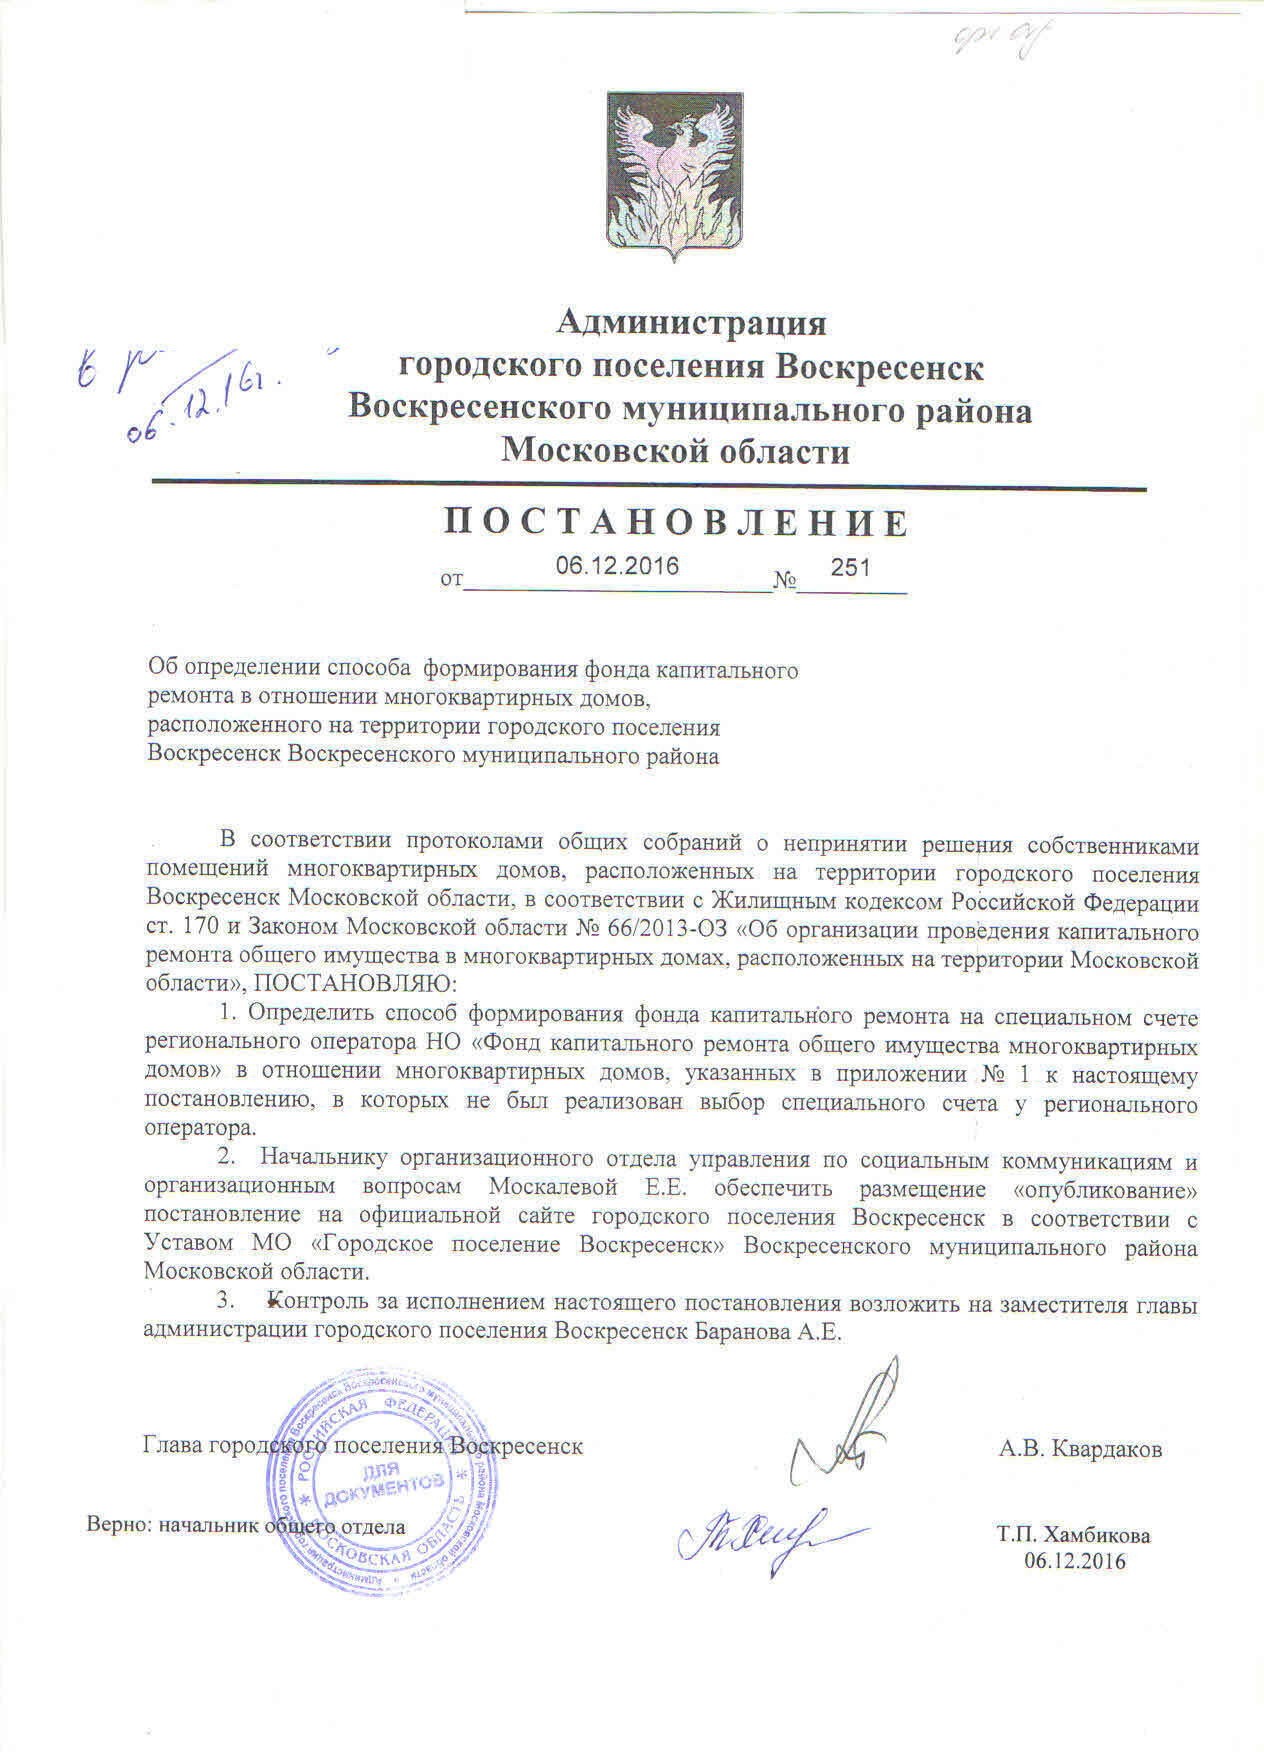 Администрация
городского поселения Воскресенск
Воскресенского муниципального района
Московской области
06.12.16г.
ПОСТАНОВЛЕНИЕ
от 06.12.2016 № 251
Об определении способа формирования фонда капитального
ремонта в отношении многоквартирных домов,
расположенного на территории городского поселения
Воскресенск Воскресенского муниципального района
В соответствии протоколами общих собраний о непринятии решения собственниками
помещений многоквартирных домов, расположенных на территории городского поселения
Воскресенск Московской области, в соответствии с Жилищным кодексом Российской Федерации
ст. 170 и Законом Московской области № 66/2013-ОЗ «Об организации проведения капитального
ремонта общего имущества в многоквартирных домах, расположенных на территории Московской
области», ПОСТАНОВЛЯЮ:
1. Определить способ формирования фонда капитального ремонта на специальном счете
регионального оператора НО «Фонд капитального ремонта общего имущества многоквартирных
домов» в отношении многоквартирных домов, указанных в приложении № 1 к настоящему
постановлению, в которых не был реализован выбор специального счета у регионального
оператора.
2. Начальнику организационного отдела управления по социальным коммуникациям и
организационным вопросам Москалевой Е.Е. обеспечить размещение «опубликование»
постановление на официальной сайте городского поселения Воскресенск в соответствии с
Уставом МО «Городское поселение Воскресенск» Воскресенского муниципального района
Московской области.
3. Контроль за исполнением настоящего постановления возложить на заместителя главы
администрации городского поселения Воскресенск Баранова А.Е.
Глава городского поселения Воскресенск А.В. Квардаков
РОССИЙСКАЯ ФЕДЕРАЦИЯ
ДЛЯ
ДОКУМЕНТОВ
МОСКОВСКАЯ ОБЛАСТЬ
Верно: начальник общего отдела Т.П. Хамбикова
06.12.2016